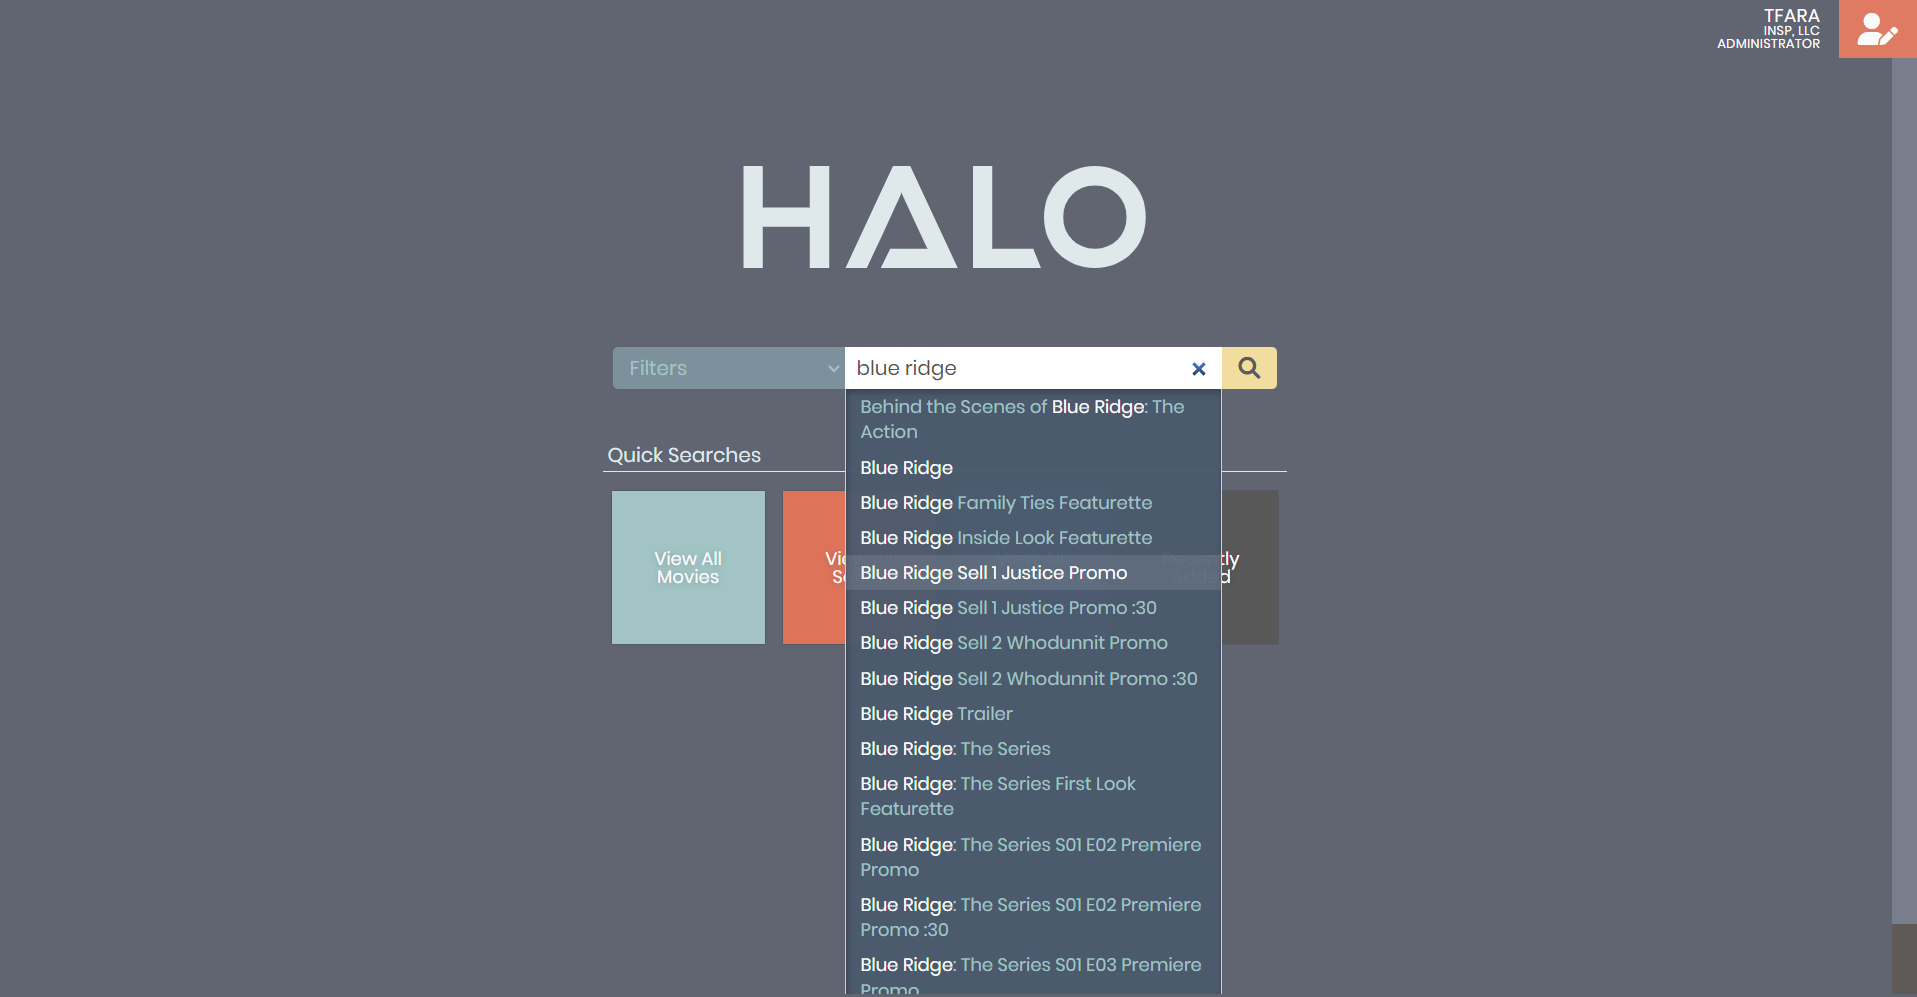 TFARA
INSP, LLC
ADMINISTRATOR
HALO
Filters
blue ridge
Behind the Scenes of Blue Ridge: The
Action
Blue Ridge
Blue Ridge Family Ties Featurette
Blue Ridge Inside Look Featurette
Blue Ridge Sell 1 Justice Promo
Blue Ridge Sell 1 Justice Promo :30
Blue Ridge Sell 2 Whodunnit Promo
Blue Ridge Sell 2 Whodunnit Promo :30
Blue Ridge Trailer
Blue Ridge: The Series
Blue Ridge: The Series First Look
Featurette
Blue Ridge: The Series S01 E02 Premiere
Promo
Blue Ridge: The Series S01 E02 Premiere
Promo :30
Blue Ridge: The Series S01 E03 Premiere
Promo
Quick Searches
View All
Movies
Recently
Added